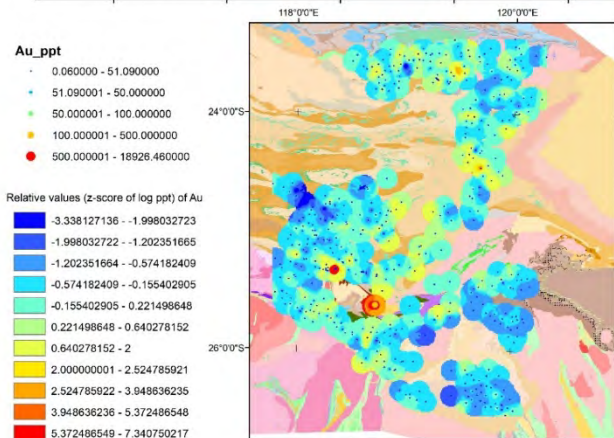 118°0'0"E 120°0'0"E
Au_ppt
0.060000 - 51.090000
51.090001 - 50.000000
50.000001 - 100.000000
100.000001 - 500.000000
500.000001 - 18926.460000
24°0'0"S
Relative values (z-score of log ppt) of Au
-3.338127136 - -1.998032723
-1.998032722 - -1.202351665
-1.202351664 - -0.574182409
-0.574182409 - -0.155402905
-0.155402905 - 0.221498648
0.221498648 - 0.640278152
0.640278152 - 2
2.000000001 - 2.524785921
2.524785922 - 3.948636235
3.948636236 - 5.372486548
5.372486549 - 7.340750217
26°0'0"S